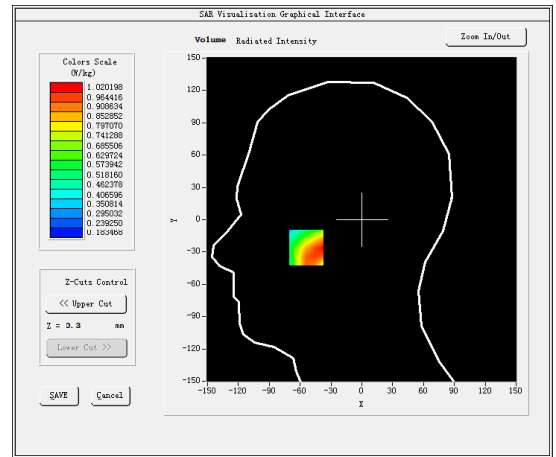 SAR Visualisation Graphical Interface
Volume Radiated Intensity
Zoom In/Out
Colors Scale
(W/kg)
1.020198
0.964416
0.908634
0.852852
0.797070
0.741288
0.685506
0.629724
0.573942
0.518160
0.462378
0.406596
0.350814
0.295032
0.239250
0.183468
Z-Cuts Control
<< Upper Cut
Z = 0.3 mm
Lower Cut >>
SAVE Cancel
150
120
90
60
30
0
-30
-60
-90
-120
-150
Y
-150 -120 -90 -60 -30 0 30 60 90 120 150
X